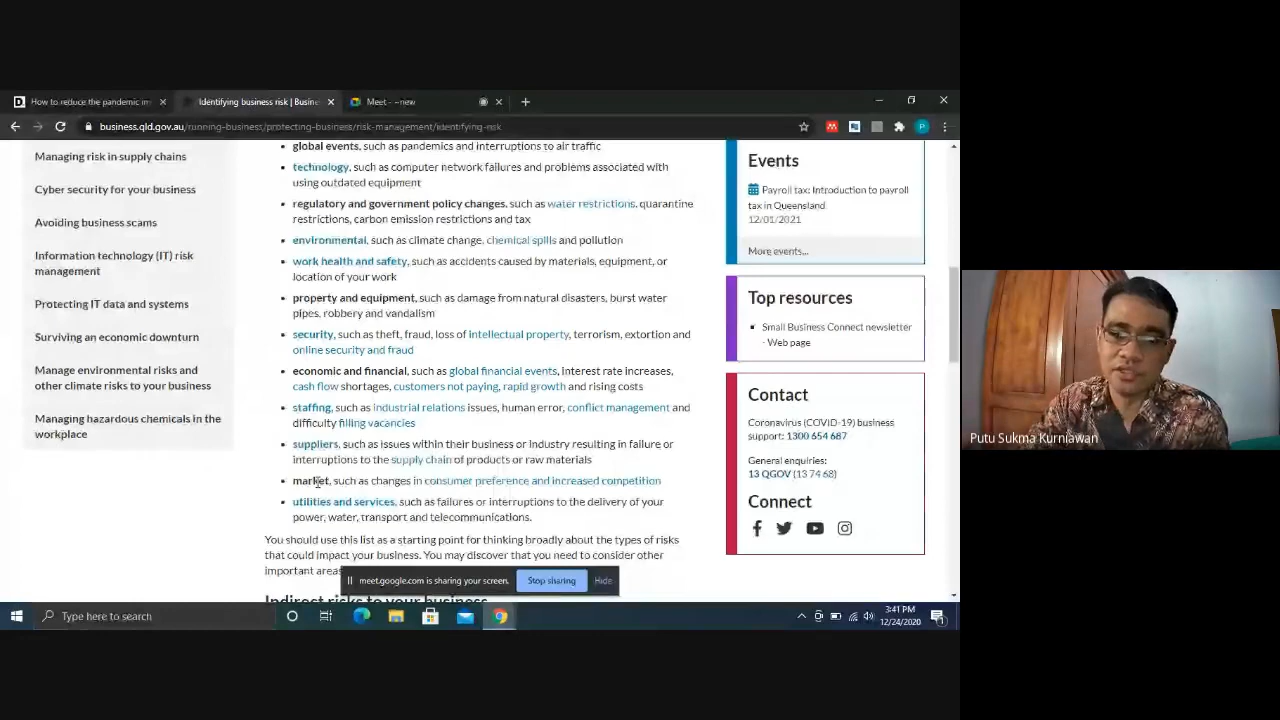 How to reduce the pandemic im
Identifying business risk | Busine
Meet - -new
business.qld.gov.au/running-business/protecting-business/risk-management/identifying-risk
Managing risk in supply chains
Cyber security for your business
Avoiding business scams
Information technology (IT) risk
management
Protecting IT data and systems
Surviving an economic downturn
Manage environmental risks and
other climate risks to your business
Managing hazardous chemicals in the
workplace
global events, such as pandemics and interruptions to air traffic
technology, such as computer network failures and problems associated with
using outdated equipment
regulatory and government policy changes, such as water restrictions, quarantine
restrictions, carbon emission restrictions and tax
environmental, such as climate change, chemical spills and pollution
work health and safety, such as accidents caused by materials, equipment, or
location of your work
property and equipment, such as damage from natural disasters, burst water
pipes, robbery and vandalism
security, such as theft, fraud, loss of intellectual property, terrorism, extortion and
online security and fraud
economic and financial, such as global financial events, interest rate increases,
cash flow shortages, customers not paying, rapid growth and rising costs
staffing, such as industrial relations issues, human error, conflict management and
difficulty filling vacancies
suppliers, such as issues within their business or industry resulting in failure or
interruptions to the supply chain of products or raw materials
market, such as changes in consumer preference and increased competition
utilities and services, such as failures or interruptions to the delivery of your
power, water, transport and telecommunications.
You should use this list as a starting point for thinking broadly about the types of risks
that could impact your business. You may discover that you need to consider other
important areas
Indirect risks to your business
Events
Payroll tax: Introduction to payroll
tax in Queensland
12/01/2021
More events...
Top resources
Small Business Connect newsletter
- Web page
Contact
Coronavirus (COVID-19) business
support: 1300 654 687
General enquiries:
13 QGOV (13 74 68)
Connect
meet.google.com is sharing your screen.
Stop sharing
Hide
Type here to search
3:41 PM
12/24/2020
Putu Sukma Kurniawan